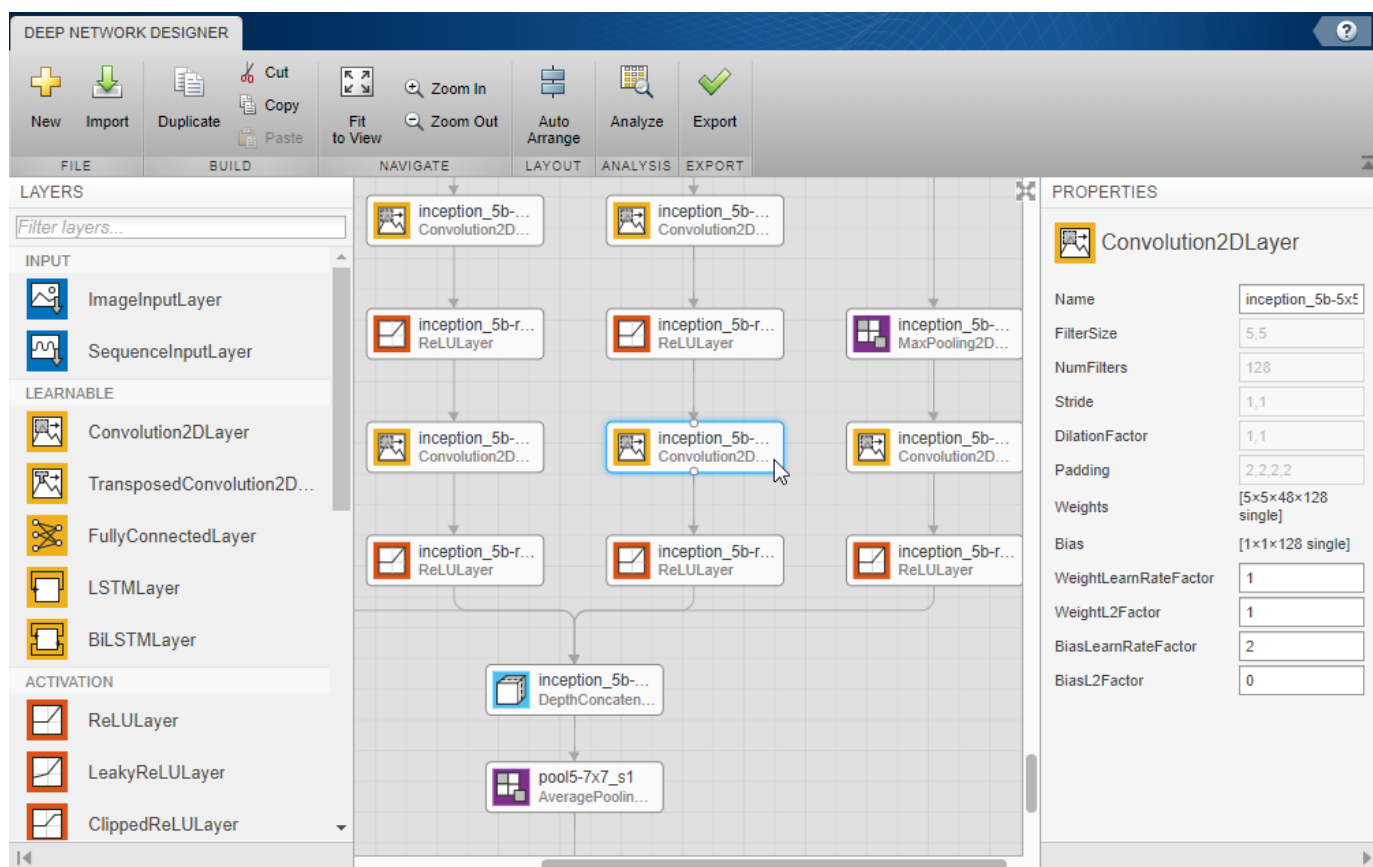 DEEP NETWORK DESIGNER
?
New
Import
Duplicate
Cut
Copy
Paste
Fit
to View
Zoom In
Zoom Out
Auto
Arrange
Analyze
Export
FILE
BUILD
NAVIGATE
LAYOUT
ANALYSIS
EXPORT
LAYERS
Filter layers...
INPUT
ImageInputLayer
SequenceInputLayer
LEARNABLE
Convolution2DLayer
TransposedConvolution2D...
FullyConnectedLayer
LSTMLayer
BiLSTMLayer
ACTIVATION
ReLULayer
LeakyReLULayer
ClippedReLULayer
inception_5b-...
Convolution2D...
inception_5b-...
Convolution2D...
inception_5b-r...
ReLULayer
inception_5b-r...
ReLULayer
inception_5b-...
MaxPooling2D...
inception_5b-...
Convolution2D...
inception_5b-...
Convolution2D...
inception_5b-...
Convolution2D...
inception_5b-r...
ReLULayer
inception_5b-r...
ReLULayer
inception_5b-r...
ReLULayer
inception_5b-...
DepthConcaten...
pool5-7x7_s1
AveragePoolin...
PROPERTIES
Convolution2DLayer
Name inception_5b-5x5
FilterSize 5,5
NumFilters 128
Stride 1,1
DilationFactor 1,1
Padding 2,2,2,2
Weights [5×5×48×128
single]
Bias [1×1×128 single]
WeightLearnRateFactor 1
WeightL2Factor 1
BiasLearnRateFactor 2
BiasL2Factor 0